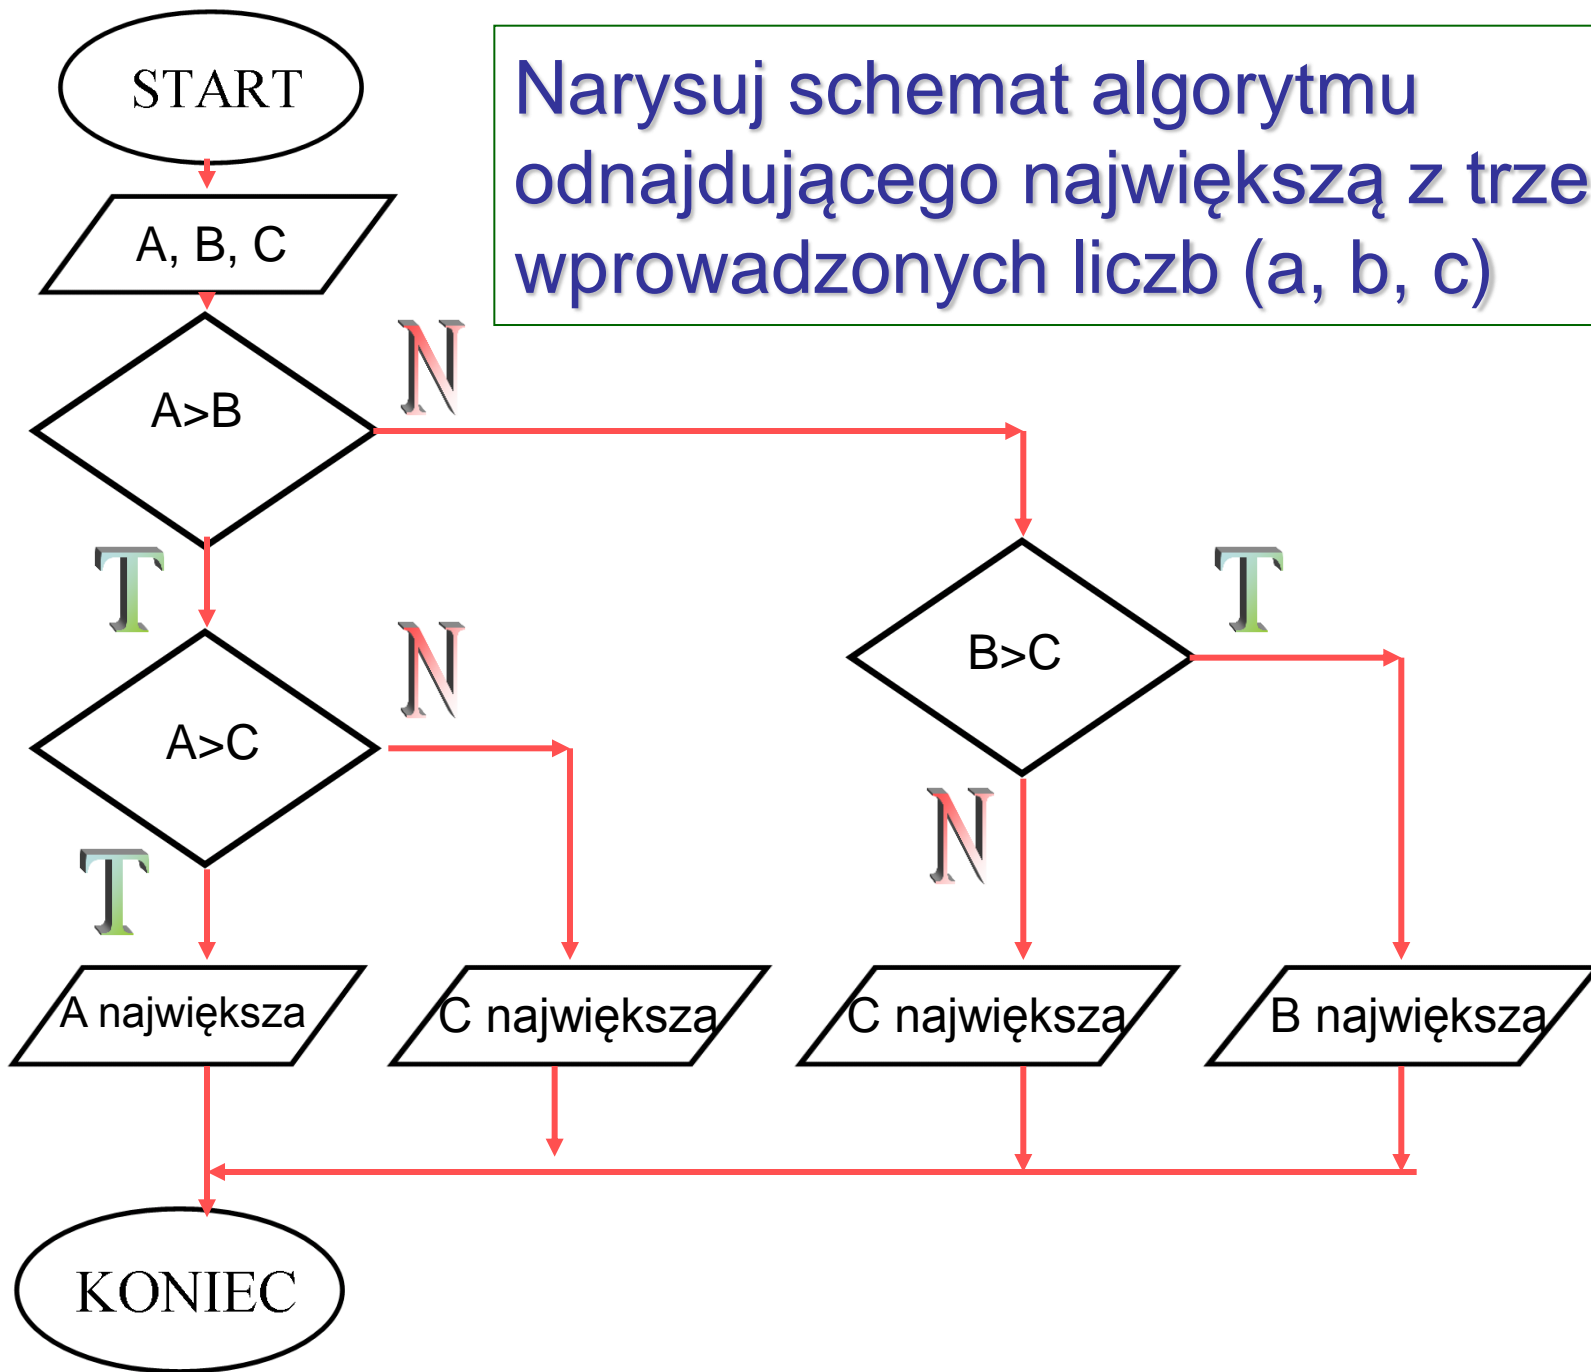 START
Narysuj schemat algorytmu
odnajdującego największą z trze
wprowadzonych liczb (a, b, c)
A, B, C
N
A>B
T
T
N
B>C
A>C
N
T
A największa
C największa
C największa
B największa
KONIEC